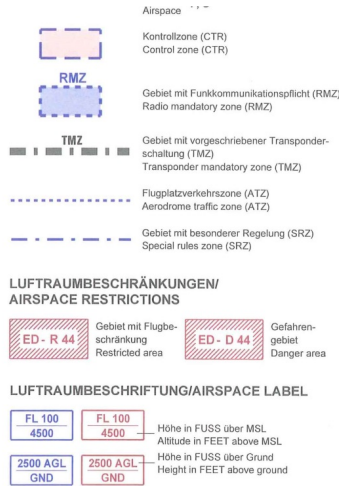 Airspace
Kontrollzone (CTR)
Control zone (CTR)
RMZ
Gebiet mit Funkkommunikationspflicht (RMZ)
Radio mandatory zone (RMZ)
TMZ
Gebiet mit vorgeschriebener Transponder-
schaltung (TMZ)
Transponder mandatory zone (TMZ)
Flugplatzverkehrszone (ATZ)
Aerodrome traffic zone (ATZ)
Gebiet mit besonderer Regelung (SRZ)
Special rules zone (SRZ)
LUFTRAUMBESCHRÄNKUNGEN/
AIRSPACE RESTRICTIONS
ED - R 44
Gebiet mit Flugbe-
schränkung
Restricted area
ED - D 44
Gefahren-
gebiet
Danger area
LUFTRAUMBESCHRIFTUNG/AIRSPACE LABEL
FL 100
4500
FL 100
4500
Höhe in FUSS über MSL
Altitude in FEET above MSL
2500 AGL
GND
2500 AGL
GND
Höhe in FUSS über Grund
Height in FEET above ground